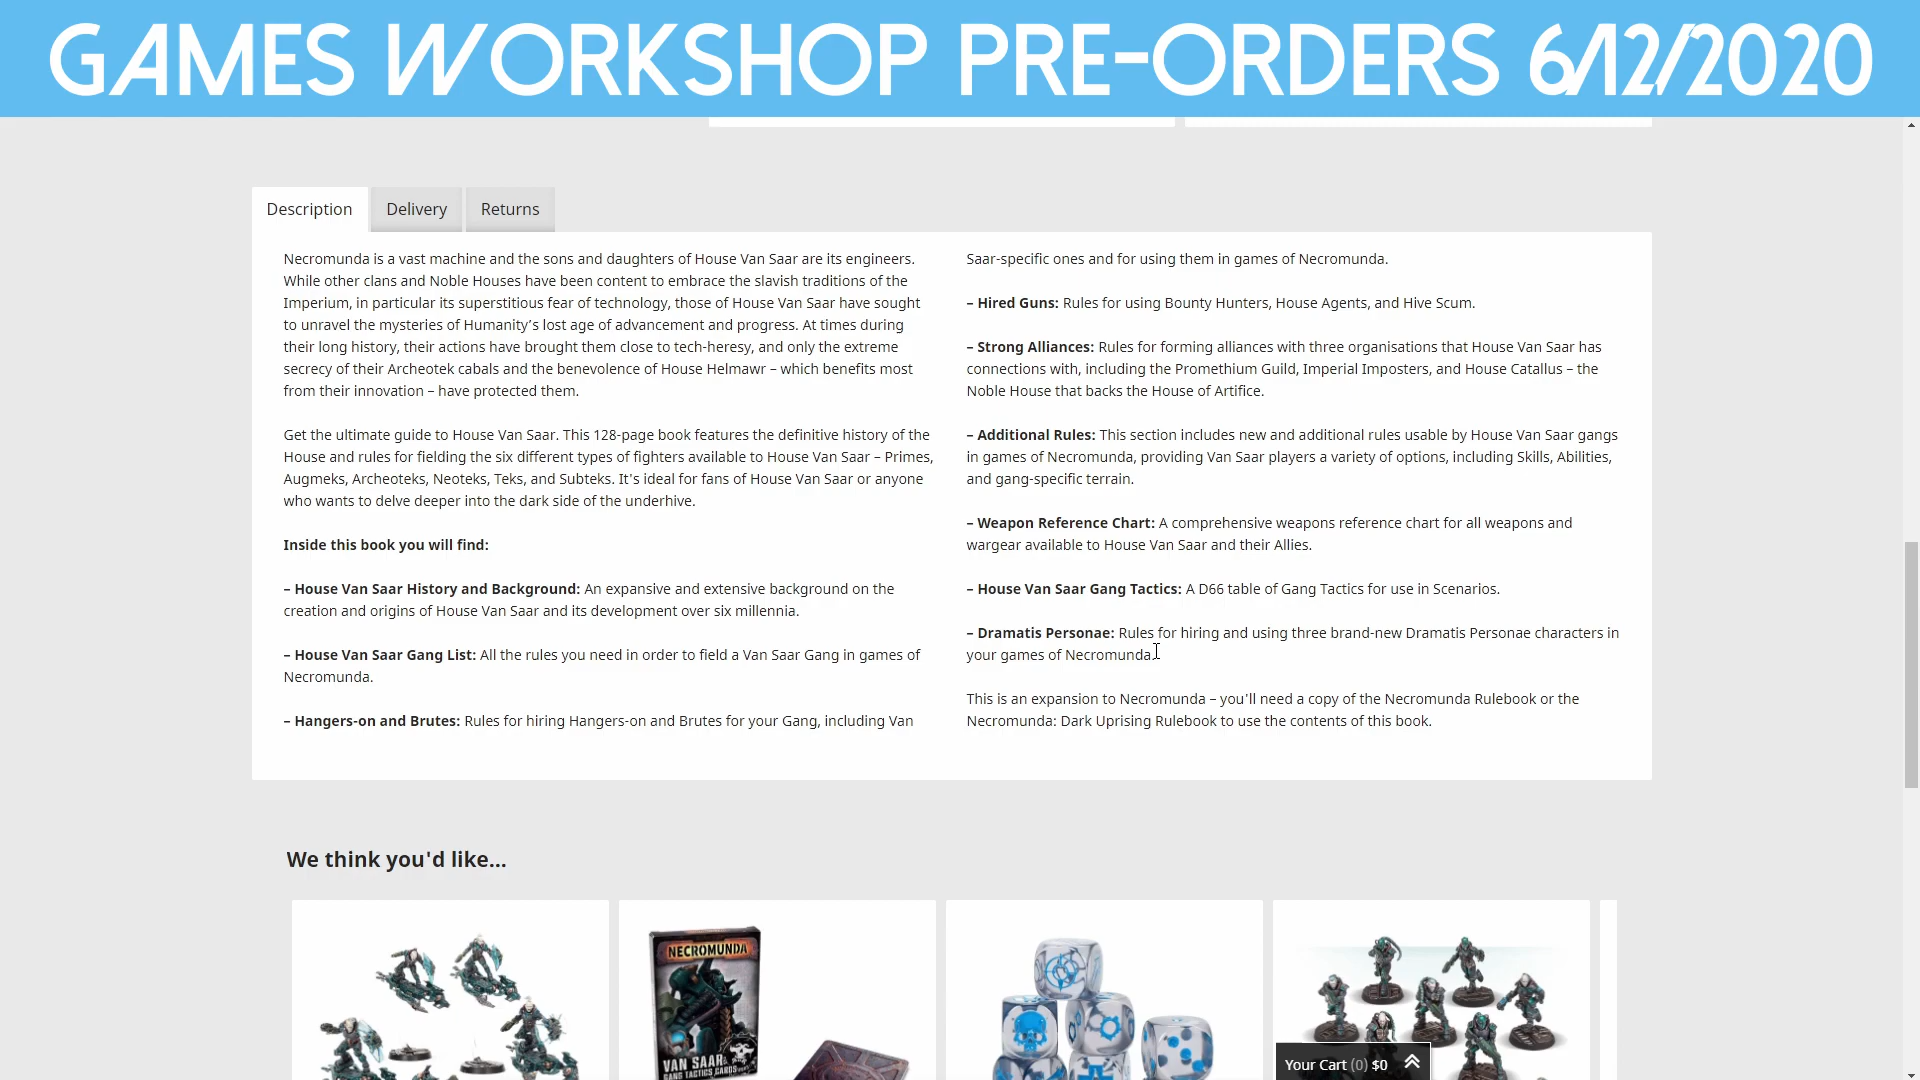 GAMES WORKSHOP PRE-ORDERS 6/12/2020
Description
Delivery
Returns
Necromunda is a vast machine and the sons and daughters of House Van Saar are its engineers.
While other clans and Noble Houses have been content to embrace the slavish traditions of the
Imperium, in particular its superstitious fear of technology, those of House Van Saar have sought
to unravel the mysteries of Humanity's lost age of advancement and progress. At times during
their long history, their actions have brought them close to tech-heresy, and only the extreme
secrecy of their Archeotek cabals and the benevolence of House Helmawr – which benefits most
from their innovation – have protected them.
Get the ultimate guide to House Van Saar. This 128-page book features the definitive history of the
House and rules for fielding the six different types of fighters available to House Van Saar – Primes,
Augmeks, Archeoteks, Neoteks, Teks, and Subteks. It's ideal for fans of House Van Saar or anyone
who wants to delve deeper into the dark side of the underhive.
Inside this book you will find:
– House Van Saar History and Background: An expansive and extensive background on the
creation and origins of House Van Saar and its development over six millennia.
– House Van Saar Gang List: All the rules you need in order to field a Van Saar Gang in games of
Necromunda.
– Hangers-on and Brutes: Rules for hiring Hangers-on and Brutes for your Gang, including Van
Saar-specific ones and for using them in games of Necromunda.
– Hired Guns: Rules for using Bounty Hunters, House Agents, and Hive Scum.
– Strong Alliances: Rules for forming alliances with three organisations that House Van Saar has
connections with, including the Promethium Guild, Imperial Imposters, and House Catallus – the
Noble House that backs the House of Artifice.
– Additional Rules: This section includes new and additional rules usable by House Van Saar gangs
in games of Necromunda, providing Van Saar players a variety of options, including Skills, Abilities,
and gang-specific terrain.
– Weapon Reference Chart: A comprehensive weapons reference chart for all weapons and
wargear available to House Van Saar and their Allies.
– House Van Saar Gang Tactics: A D66 table of Gang Tactics for use in Scenarios.
– Dramatis Personae: Rules for hiring and using three brand-new Dramatis Personae characters in
your games of Necromunda.
This is an expansion to Necromunda – you'll need a copy of the Necromunda Rulebook or the
Necromunda: Dark Uprising Rulebook to use the contents of this book.
We think you'd like...
NECROMUNDA
VAN SAAR
GANG TACTICS CARDS
Your Cart (0) $0